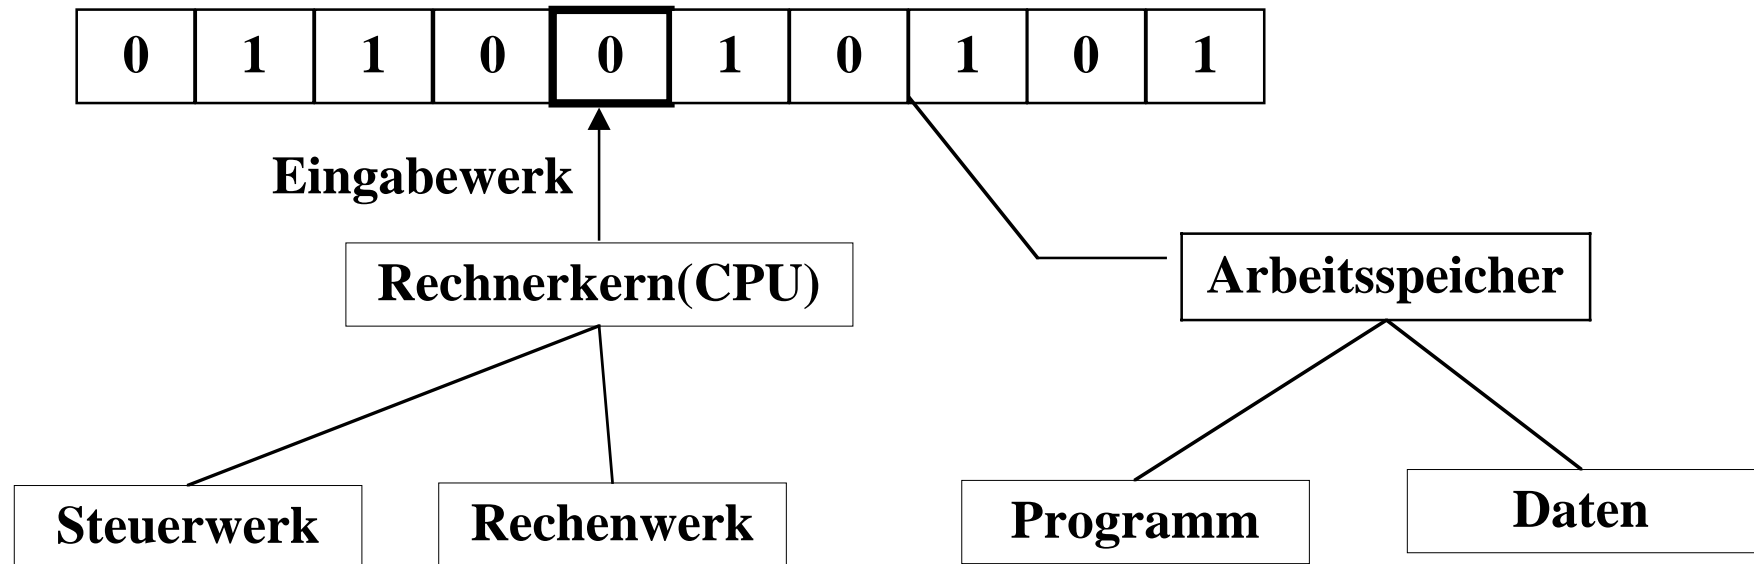 0 1 1 0 0 1 0 1 0 1
Eingabewerk
Rechnerkern(CPU)
Arbeitsspeicher
Steuerwerk
Rechenwerk
Programm
Daten